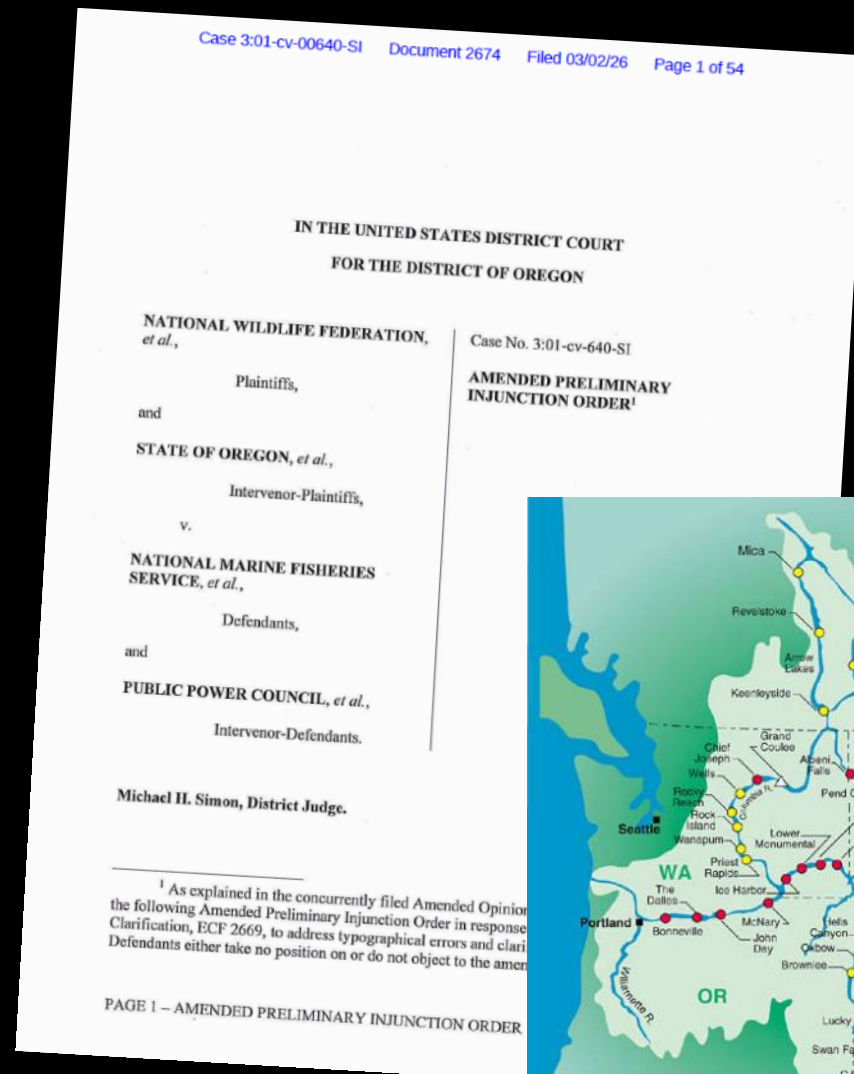 Case 3:01-cv-00640-SI Document 2674 Filed 03/02/26 Page 1 of 54
IN THE UNITED STATES DISTRICT COURT
FOR THE DISTRICT OF OREGON
NATIONAL WILDLIFE FEDERATION,
et al.,
Plaintiffs,
and
STATE OF OREGON, et al.,
Intervenor-Plaintiffs,
v.
NATIONAL MARINE FISHERIES
SERVICE, et al.,
Defendants,
and
PUBLIC POWER COUNCIL, et al.,
Intervenor-Defendants.
Case No. 3:01-cv-640-SI
AMENDED PRELIMINARY
INJUNCTION ORDER1
Michael H. Simon, District Judge.
1 As explained in the concurrently filed Amended Opinion
the following Amended Preliminary Injunction Order in response
Clarification, ECF 2669, to address typographical errors and clari
Defendants either take no position on or do not object to the amen
PAGE 1 – AMENDED PRELIMINARY INJUNCTION ORDER
Mica
Revelstoke
Arrow
Lakes
Keenleyside
Grand
Coulee
Chief
Joseph
Albeni
Falls
Wells
Pend
Rocky
Reach
Columbia R.
Rock
Island
Seattle
Wanapum
Lower
Monumental
Priest
Rapids
WA
Ice Harbor
The
Dalles
Portland
Bonneville
McNary
John
Day
Hells
Canyon
Oxbow
Brownlee
Willamette R.
OR
Lucky
Swan Fa